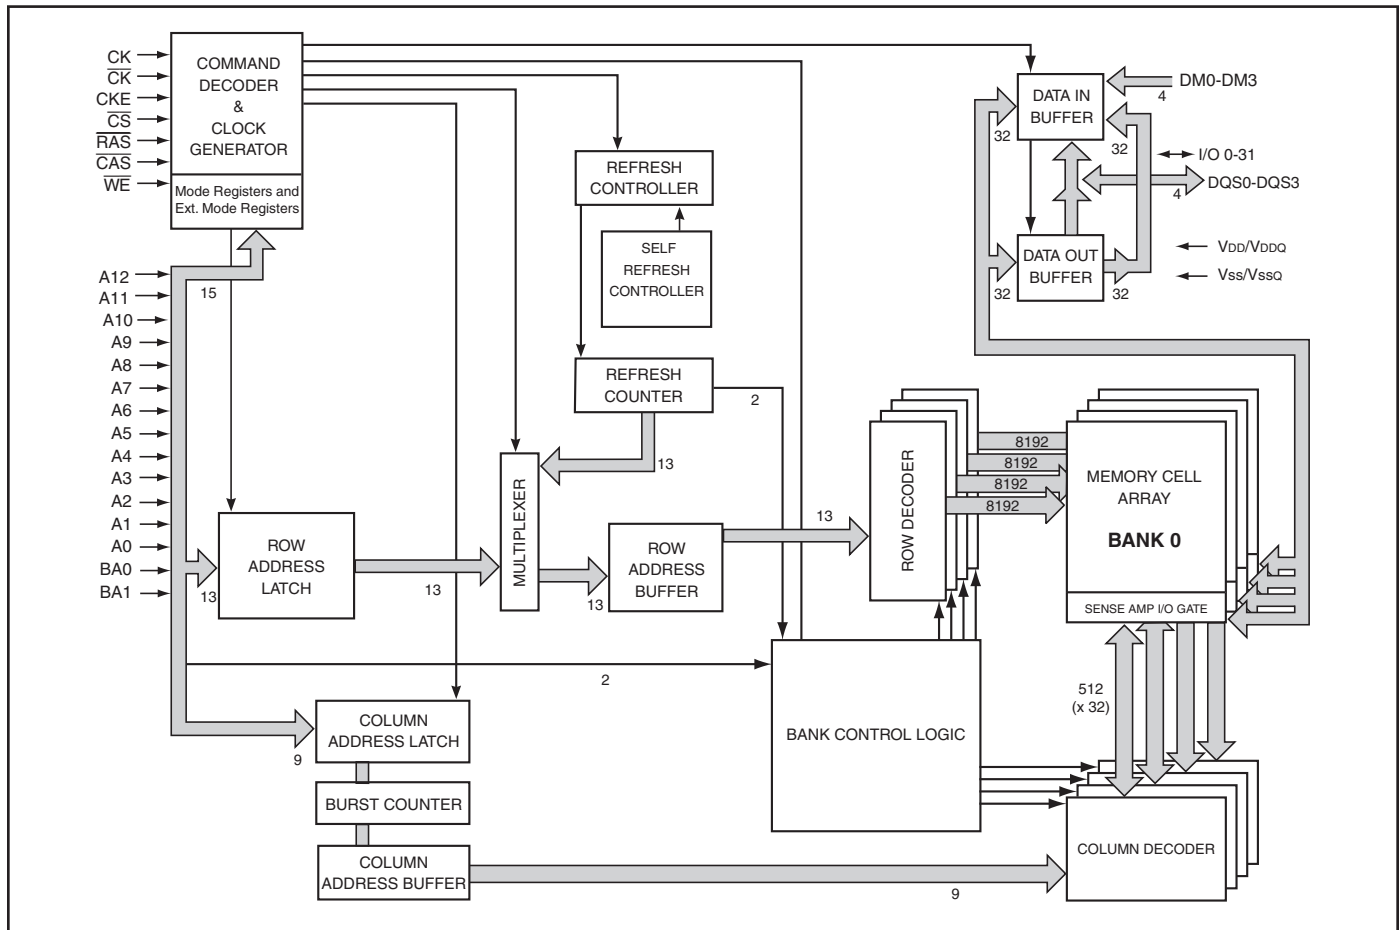 CK
C̅K̅
CKE
C̅S̅
R̅A̅S̅
C̅A̅S̅
W̅E̅
COMMAND
DECODER
&
CLOCK
GENERATOR
Mode Registers and
Ext. Mode Registers
A12
A11
A10
A9
A8
A7
A6
A5
A4
A3
A2
A1
A0
BA0
BA1
15
13
ROW
ADDRESS
LATCH
13
REFRESH
CONTROLLER
SELF
REFRESH
CONTROLLER
REFRESH
COUNTER
2
13
MULTIPLEXER
13
ROW
ADDRESS
BUFFER
13
ROW DECODER
8192
8192
8192
8192
MEMORY CELL
ARRAY
BANK 0
SENSE AMP I/O GATE
DATA IN
BUFFER
DM0-DM3
4
32
32
I/O 0-31
DQS0-DQS3
4
DATA OUT
BUFFER
32
32
VDD/VDDQ
VSS/VSSQ
2
BANK CONTROL LOGIC
512
(x 32)
COLUMN
ADDRESS LATCH
9
BURST COUNTER
COLUMN
ADDRESS BUFFER
9
COLUMN DECODER